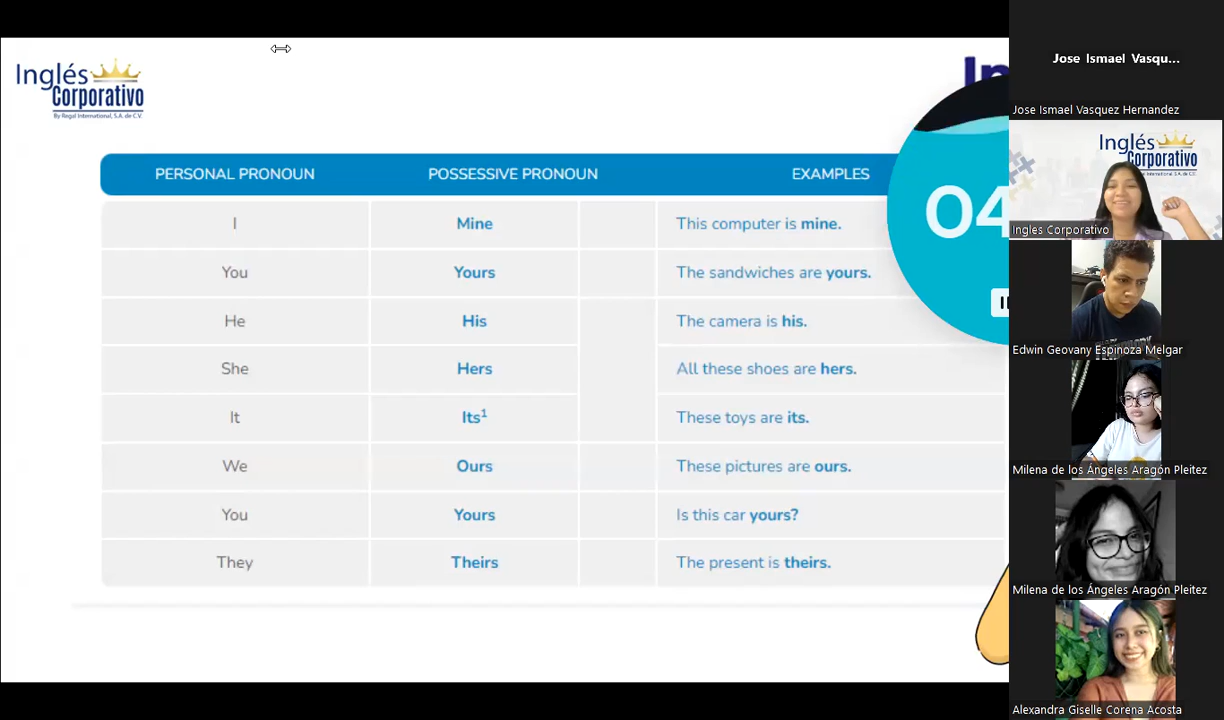 Inglés
Corporativo
By Regal International, S.A. de C.V.
PERSONAL PRONOUN POSSESSIVE PRONOUN EXAMPLES
I Mine This computer is mine.
You Yours The sandwiches are yours.
He His The camera is his.
She Hers All these shoes are hers.
It Its¹ These toys are its.
We Ours These pictures are ours.
You Yours Is this car yours?
They Theirs The present is theirs.
04
Jose Ismael Vasqu...
Jose Ismael Vasquez Hernandez
Inglés
Corporativo
Ingles Corporativo
Edwin Geovany Espinoza Melgar
Milena de los Ángeles Aragón Pleitez
Milena de los Ángeles Aragón Pleitez
Alexandra Giselle Corena Acosta